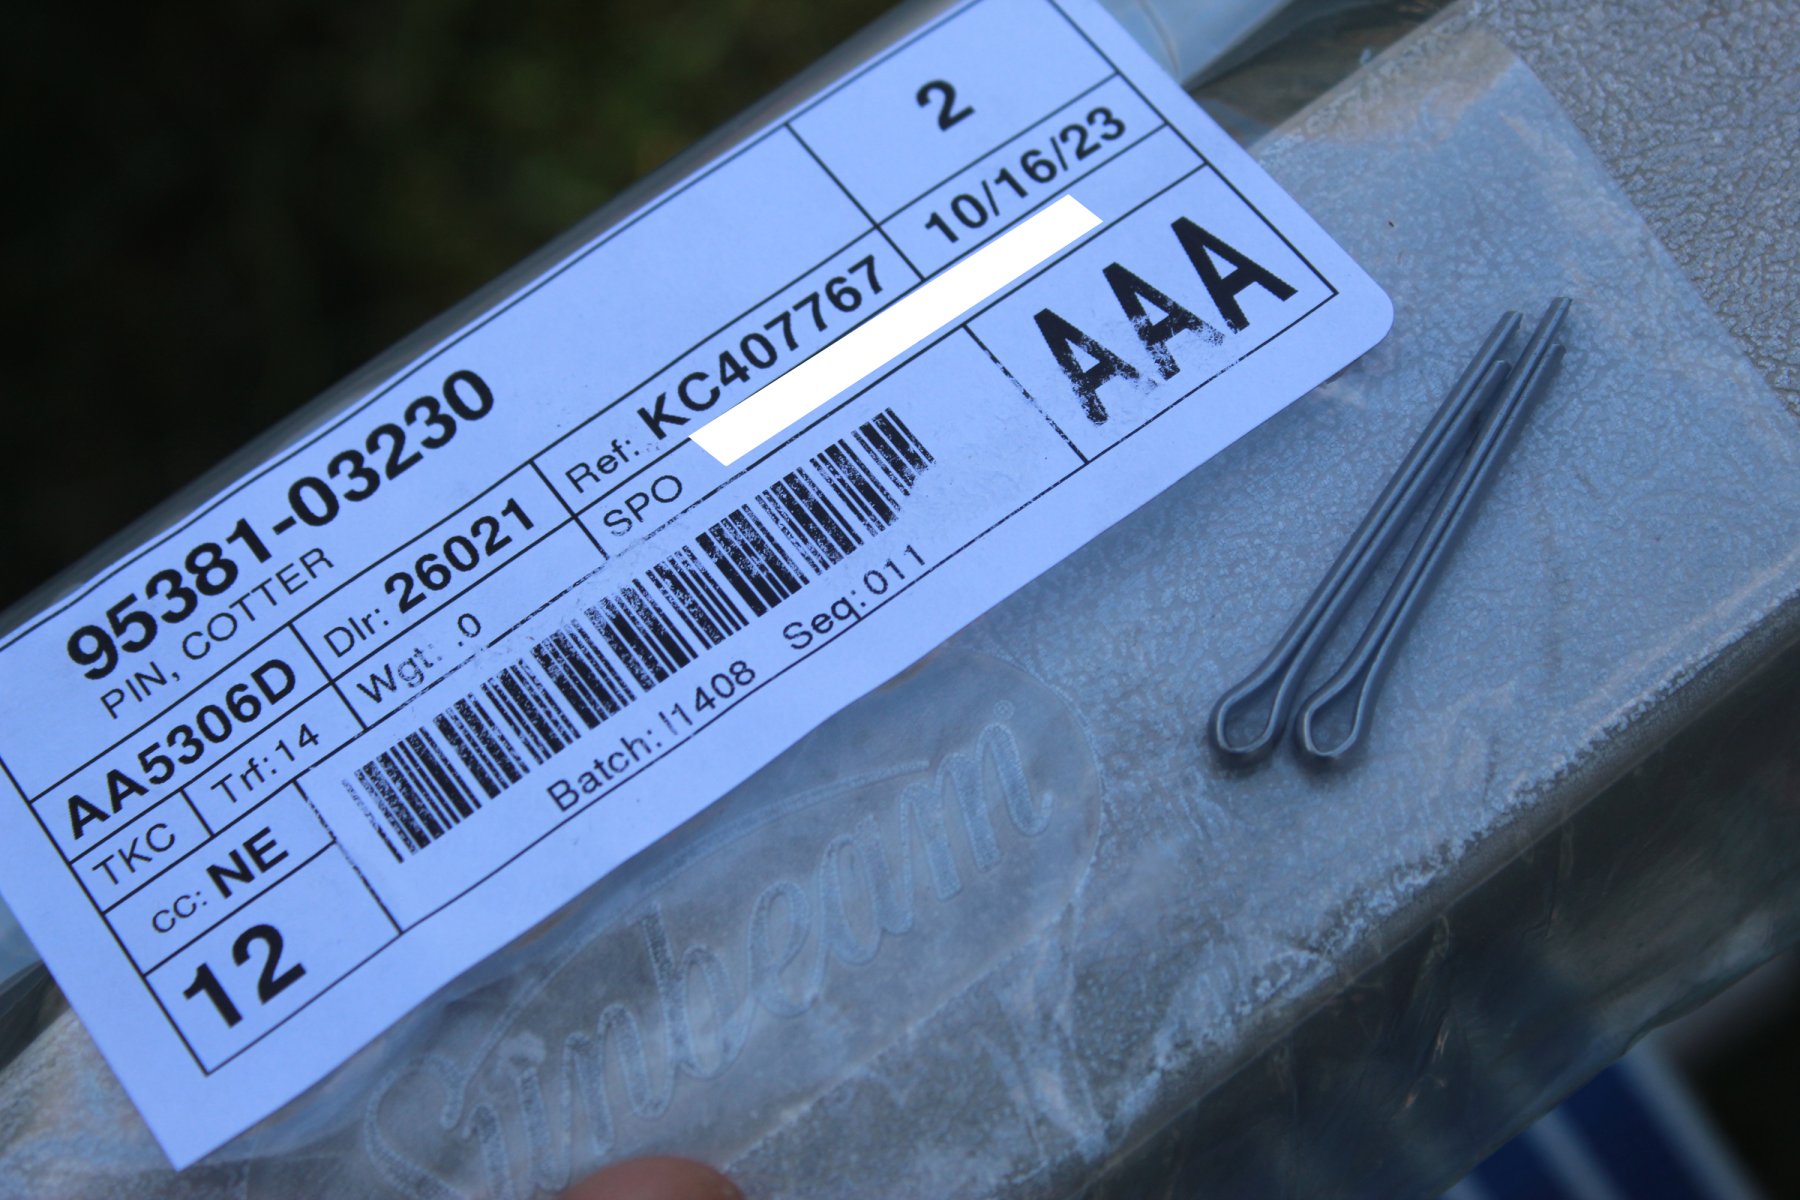 2
95381-03230
PIN, COTTER
10/16/23
AA5306D
Dlr: 26021
Ref: KC407767
TKC
Trf: 14
Wgt: .0
SPO
cc: NE
AAA
12
Batch: I1408 Seq: 011
Sunbeam